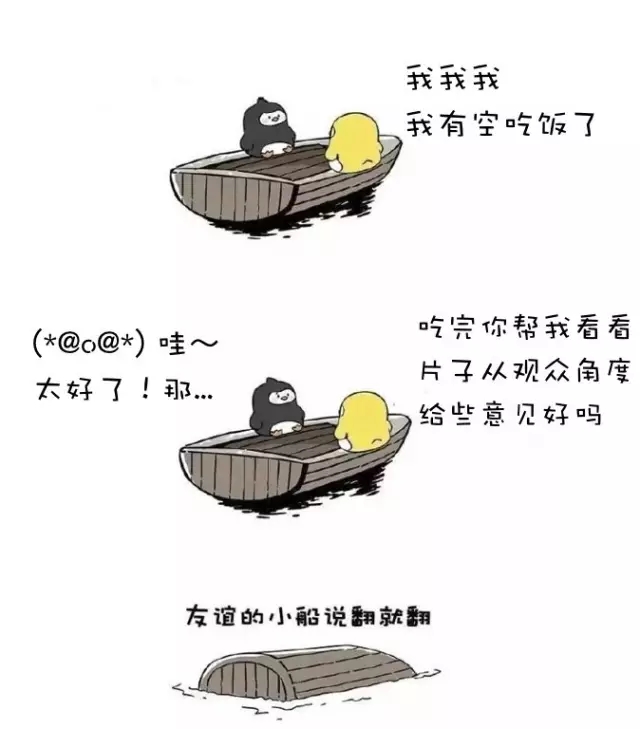 我我我
我有空吃饭了
(*@o@*) 哇～
太好了！那...
吃完你帮我看看
片子从观众角度
给些意见好吗
友谊的小船说翻就翻